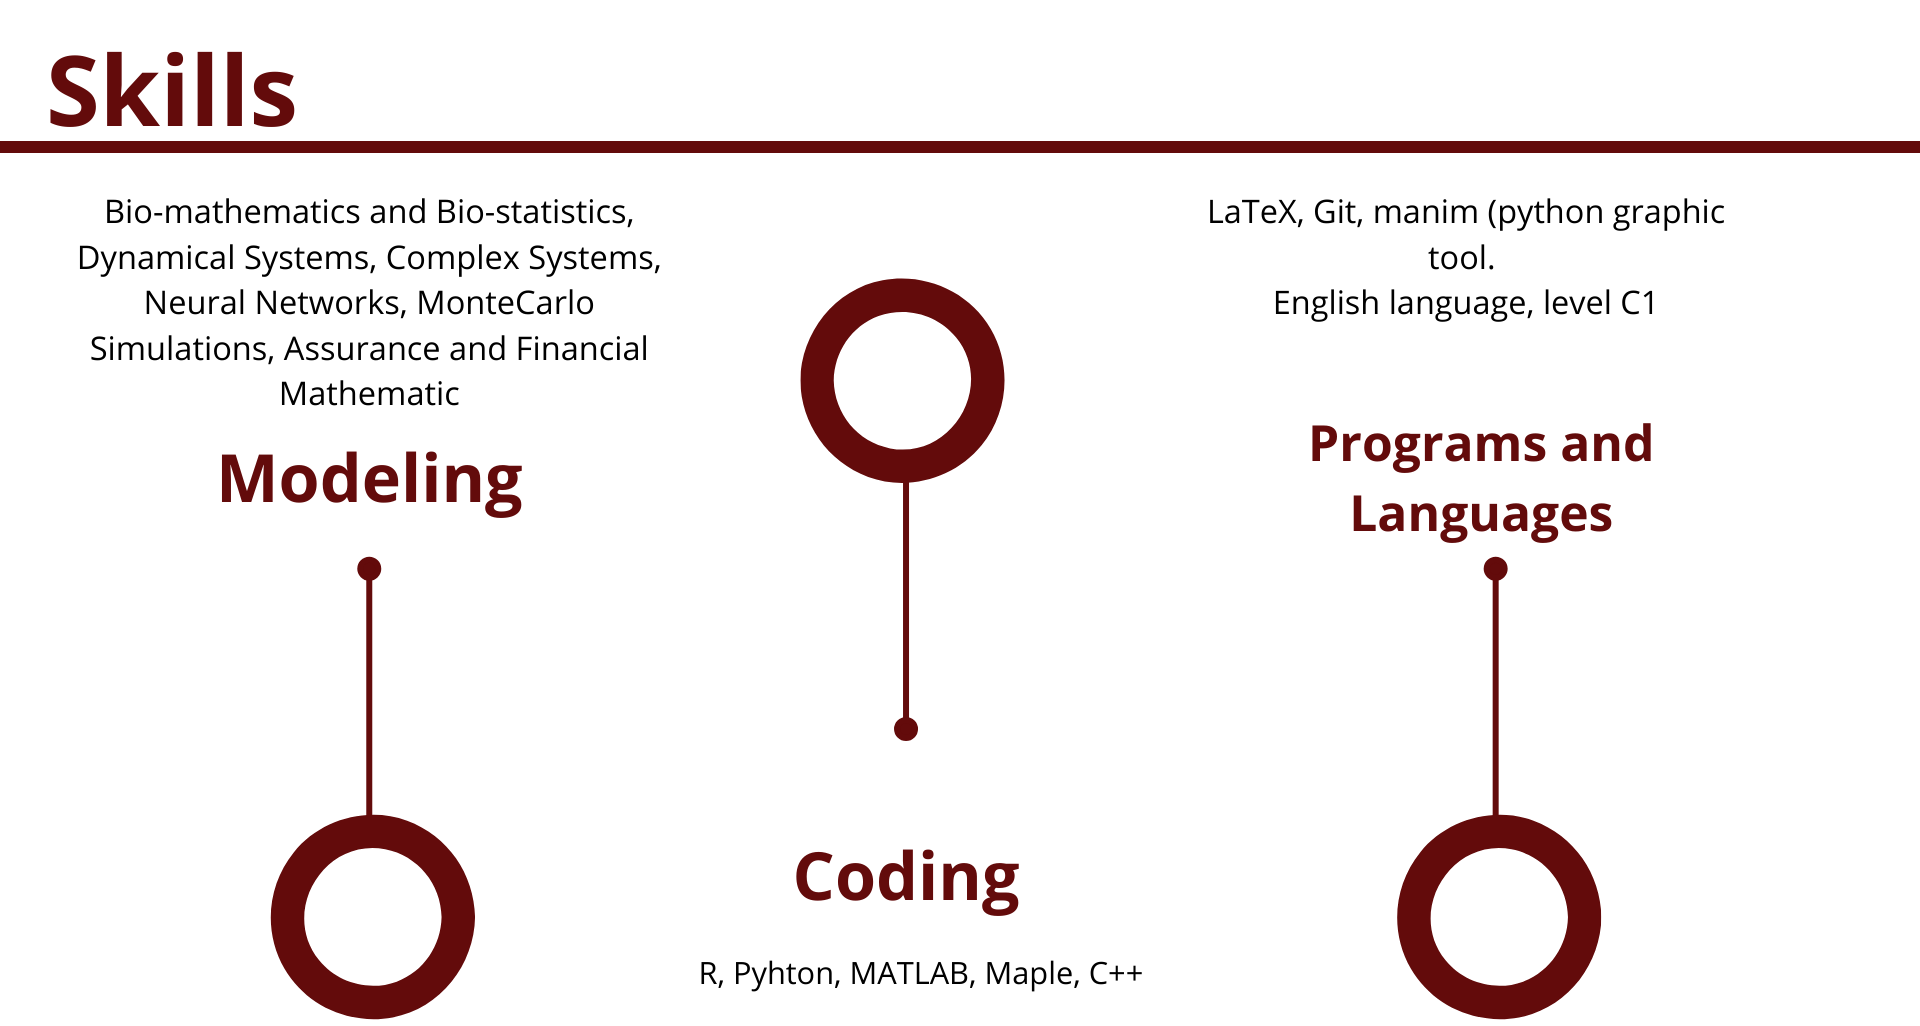 Skills
Bio-mathematics and Bio-statistics,
Dynamical Systems, Complex Systems,
Neural Networks, MonteCarlo
Simulations, Assurance and Financial
Mathematic
Modeling
Coding
R, Pyhton, MATLAB, Maple, C++
LaTeX, Git, manim (python graphic
tool.
English language, level C1
Programs and
Languages